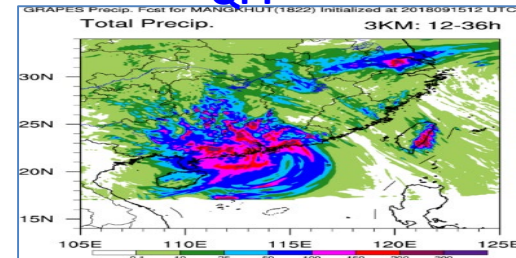 GRAPES Precip. Fcst for MANGKHUT(1822) Initialized at 2018091512 UTC
Total Precip. 3KM: 12-36h
30N
25N
20N
15N
105E 110E 115E 120E 125E